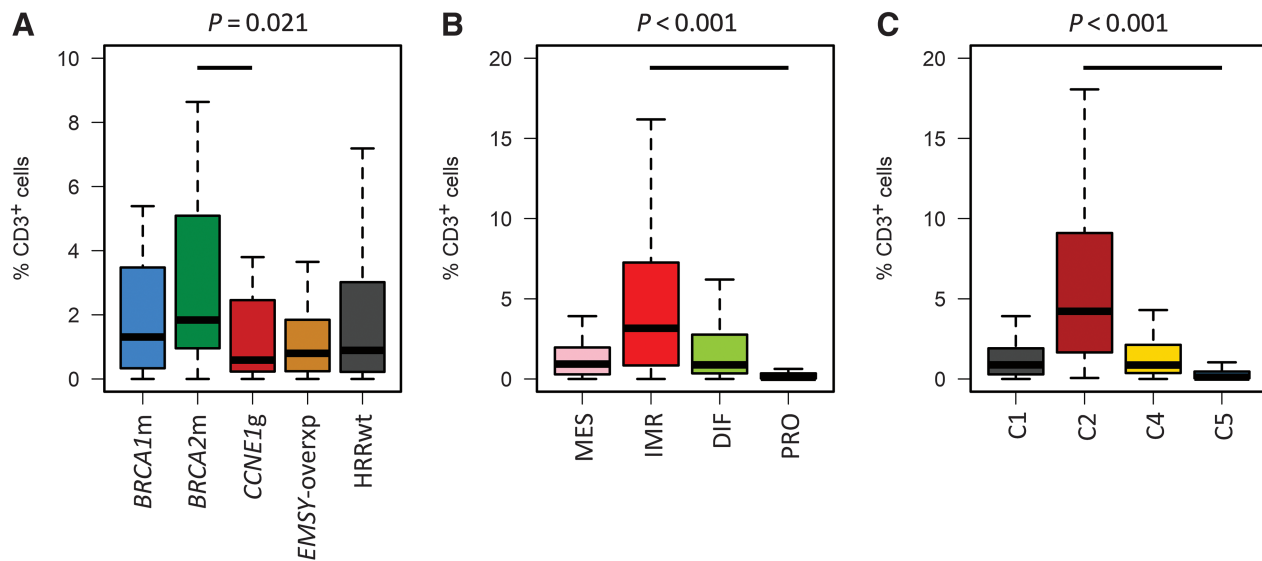 A
P = 0.021
% CD3+ cells
10
8
6
4
2
0
BRCA1m
BRCA2m
CCNE1g
EMSY-overxp
HRRwt
B
P < 0.001
% CD3+ cells
20
15
10
5
0
MES
IMR
DIF
PRO
C
P < 0.001
% CD3+ cells
20
15
10
5
0
C1
C2
C4
C5